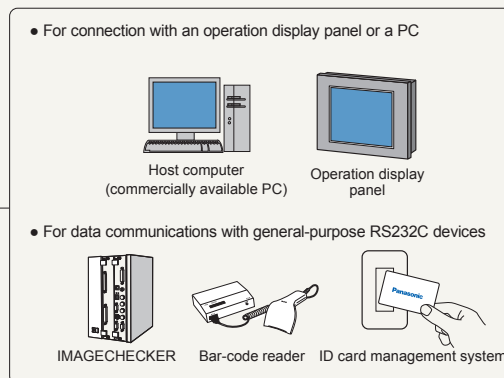 ● For connection with an operation display panel or a PC
Host computer
(commercially available PC)
Operation display
panel
● For data communications with general-purpose RS232C devices
Panasonic
IMAGECHECKER
Bar-code reader
ID card management system